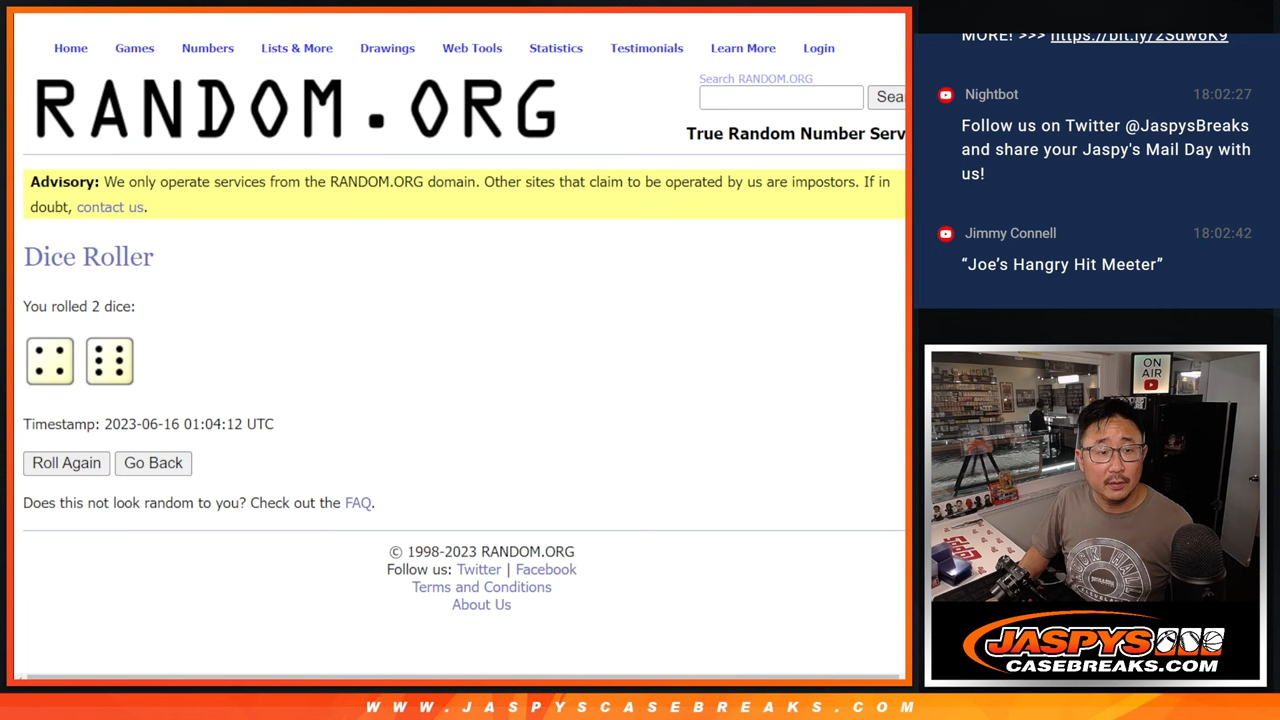 Home Games Numbers Lists & More Drawings Web Tools Statistics Testimonials Learn More Login
RANDOM.ORG
Search RANDOM.ORG
Sea
True Random Number Serv
Advisory: We only operate services from the RANDOM.ORG domain. Other sites that claim to be operated by us are impostors. If in
doubt, contact us.
Dice Roller
You rolled 2 dice:
Timestamp: 2023-06-16 01:04:12 UTC
Roll Again Go Back
Does this not look random to you? Check out the FAQ.
© 1998-2023 RANDOM.ORG
Follow us: Twitter | Facebook
Terms and Conditions
About Us
MORE! >>> https://bit.ly/2Sdw6K9
Nightbot 18:02:27
Follow us on Twitter @JaspysBreaks
and share your Jaspy's Mail Day with
us!
Jimmy Connell 18:02:42
“Joe’s Hangry Hit Meeter”
ON
AIR
JASPYS
CASEBREAKS.COM
WWW.JASPYSCASEBREAKS.COM